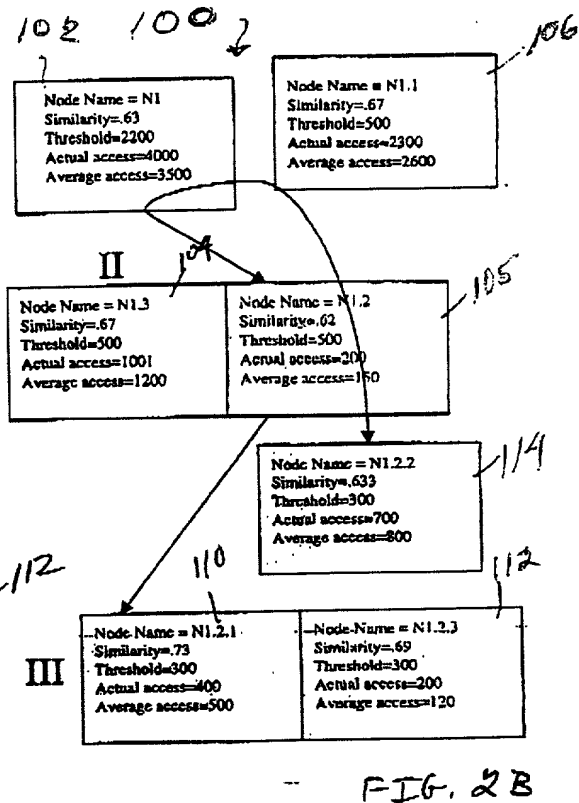 102 100
106
Node Name = N1
Similarity=.63
Threshold=2200
Actual access=4000
Average access=3500
Node Name = N1.1
Similarity=.67
Threshold=500
Actual access=2300
Average access=2600
II
104
105
Node Name = N1.3
Similarity=.67
Threshold=500
Actual access=1001
Average access=1200
Node Name = N1.2
Similarity=.62
Threshold=500
Actual access=200
Average access=150
114
Node Name = N1.2.2
Similarity=.633
Threshold=300
Actual access=700
Average access=800
112
110
112
III
Node Name = N1.2.1
Similarity=.73
Threshold=300
Actual access=400
Average access=500
Node Name = N1.2.3
Similarity=.69
Threshold=300
Actual access=200
Average access=120
FIG. 2B